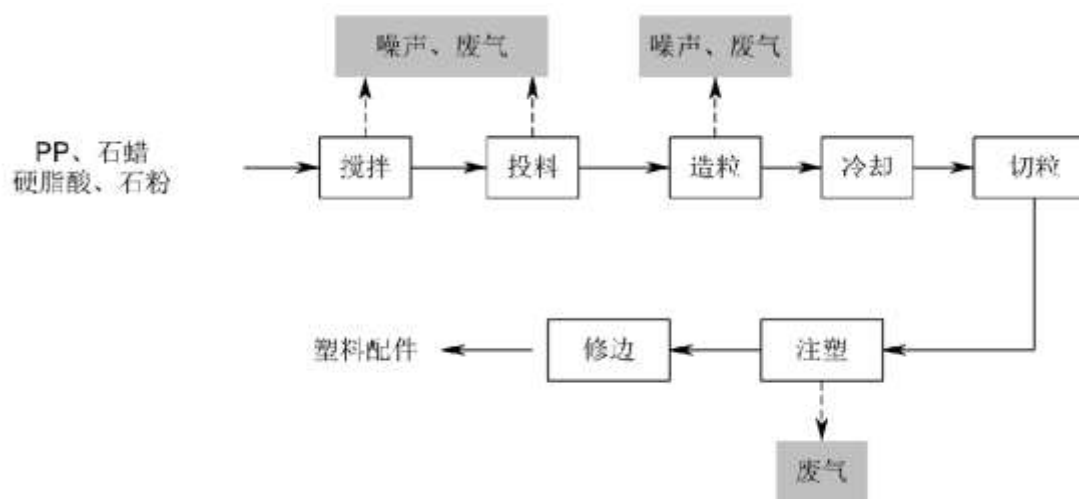 噪声、废气
噪声、废气
PP、石蜡
硬脂酸、石粉
搅拌
投料
造粒
冷却
切粒
塑料配件
修边
注塑
废气